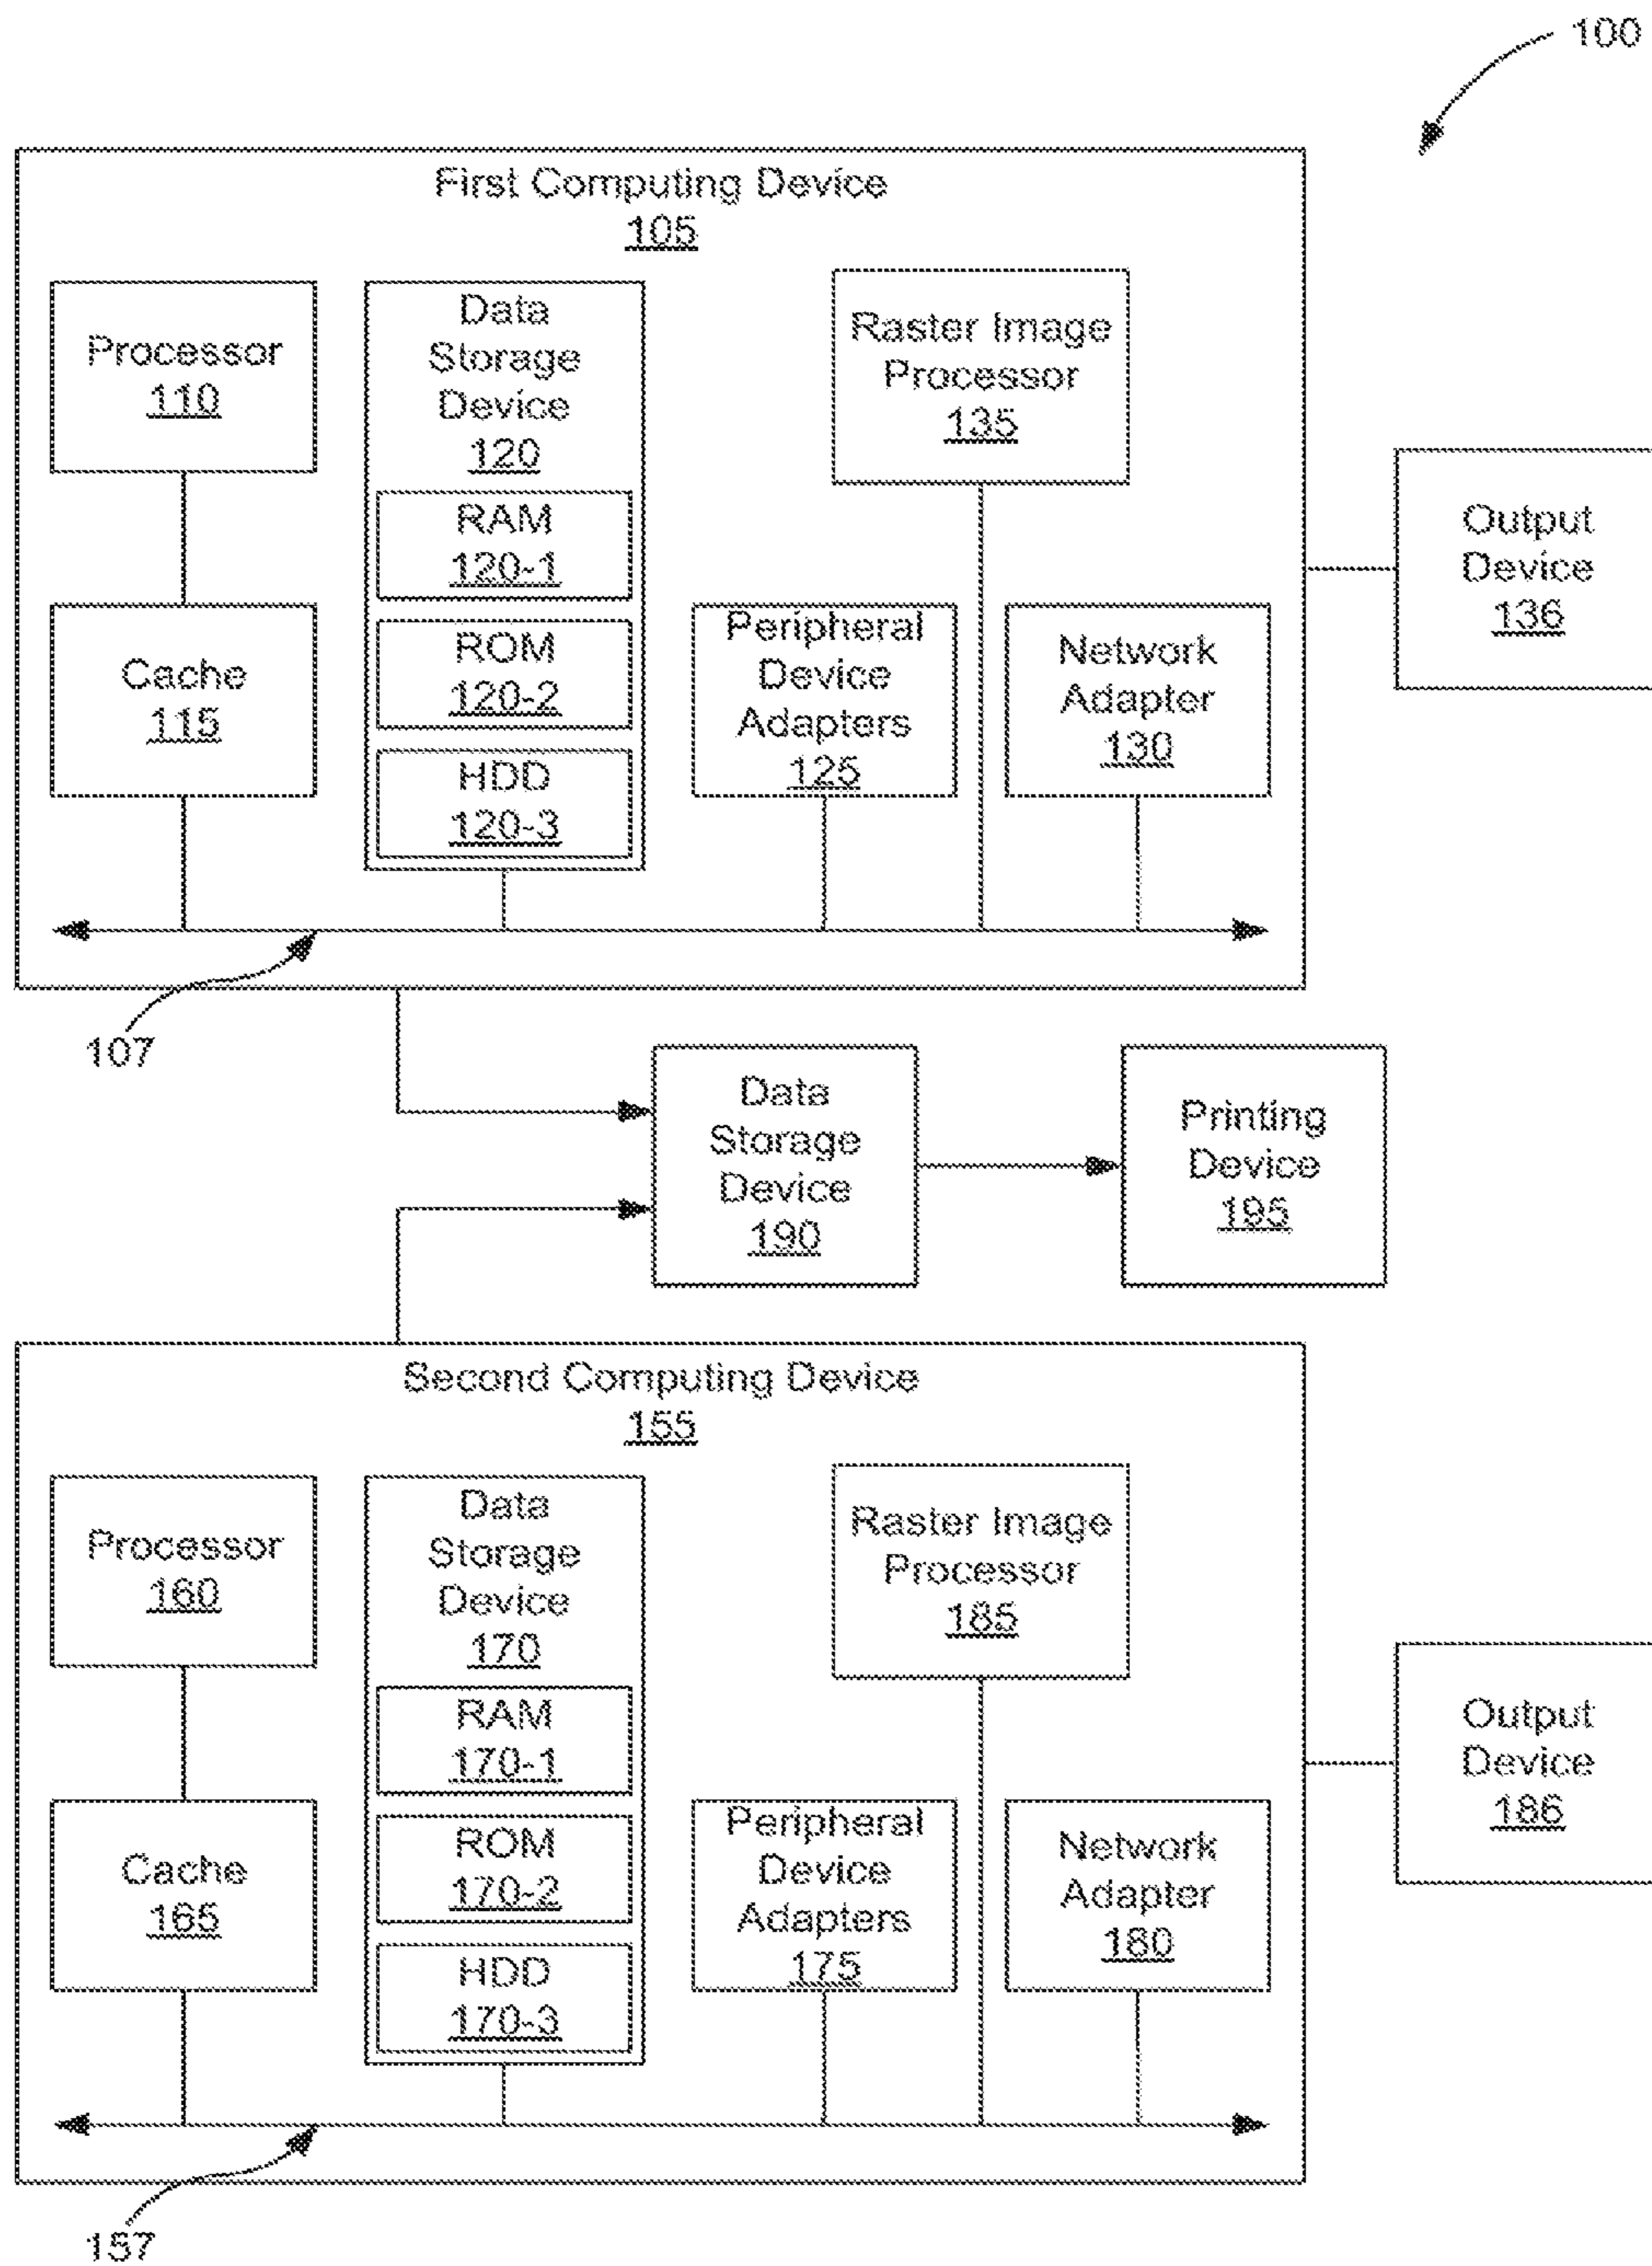 100
First Computing Device
105
Processor
110
Data
Storage
Device
120
RAM
120-1
ROM
120-2
HDD
120-3
Raster Image
Processor
135
Cache
115
Peripheral
Device
Adapters
125
Network
Adapter
130
Output
Device
136
107
Data
Storage
Device
190
Printing
Device
195
Second Computing Device
155
Processor
160
Data
Storage
Device
170
RAM
170-1
ROM
170-2
HDD
170-3
Raster Image
Processor
185
Cache
165
Peripheral
Device
Adapters
175
Network
Adapter
180
Output
Device
186
157